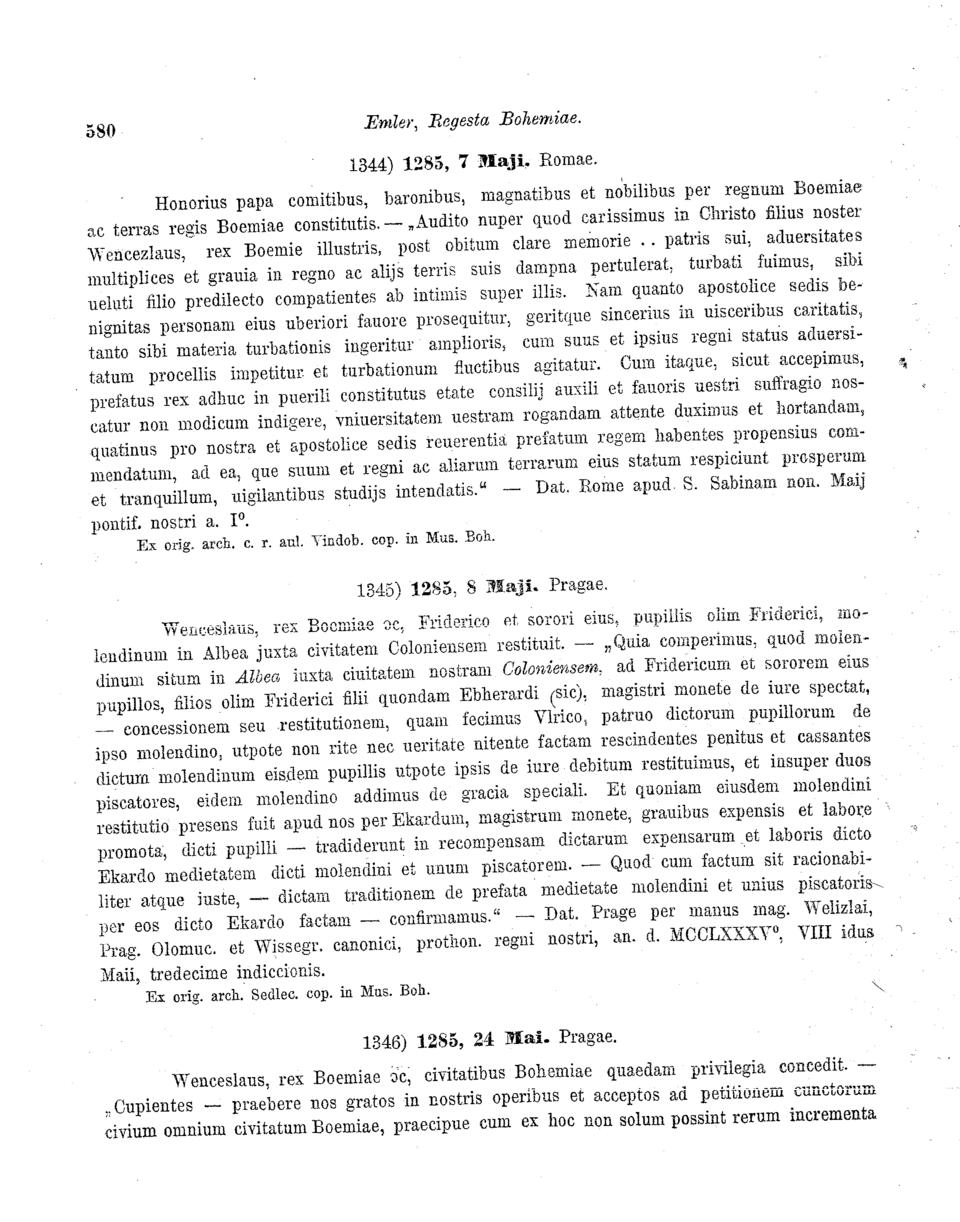 580
Emler, Regesta Bohemiae.
1344) 1285, 7 Maji. Romae.
Honorius papa comitibus, baronibus, magnatibus et nobilibus per regnum Boemiae
ac terras regis Boemiae constitutis. — „Audito nuper quod carissimus in Christo filius noster
Wencezlaus, rex Boemie illustris, post obitum clare memorie .. patris sui, aduersitates
multiplices et grauia in regno ac alijs terris suis dampna pertulerat, turbati fuimus, sibi
ueluti filio predilecto compatientes ab intimis super illis. Nam quanto apostolice sedis be-
nignitas personam eius uberiori fauore prosequitur, geritque sincerius in uisceribus caritatis,
tanto sibi materia turbationis ingeritur amplioris, cum suus et ipsius regni status aduersi-
tatum procellis impetitur et turbationum fluctibus agitatur. Cum itaque, sicut accepimus,
prefatus rex adhuc in puerili constitutus etate consilij auxili et fauoris uestri suffragio nos-
catur non modicum indigere, vniuersitatem uestram rogandam attente duximus et hortandam,
quatinus pro nostra et apostolice sedis reuerentia prefatum regem habentes propensius com-
mendatum, ad ea, que suum et regni ac aliarum terrarum eius statum respiciunt prosperum
et tranquillum, uigilantibus studijs intendatis.“ — Dat. Rome apud S. Sabinam non. Maij
pontif. nostri a. I⁰.
Ex orig. arch. c. r. aul. Vindob. cop. in Mus. Boh.
1345) 1285, 8 Maji. Pragae.
Wenceslaus, rex Boemiae ɔc, Friderico et sorori eius, pupillis olim Friderici, mo-
lendinum in Albea juxta civitatem Coloniensem restituit. — „Quia comperimus, quod molen-
dinum situm in Albea iuxta ciuitatem nostram Coloniensem, ad Fridericum et sororem eius
pupillos, filios olim Friderici filii quondam Ebherardi (sic), magistri monete de iure spectat,
— concessionem seu restitutionem, quam fecimus Vlrico, patruo dictorum pupillorum de
ipso molendino, utpote non rite nec ueritate nitente factam rescindentes penitus et cassantes
dictum molendinum eisdem pupillis utpote ipsis de iure debitum restituimus, et insuper duos
piscatores, eidem molendino addimus de gracia speciali. Et quoniam eiusdem molendini
restitutio presens fuit apud nos per Ekardum, magistrum monete, grauibus expensis et labore
promota, dicti pupilli — tradiderunt in recompensam dictarum expensarum et laboris dicto
Ekardo medietatem dicti molendini et unum piscatorem. — Quod cum factum sit racionabi-
liter atque iuste, — dictam traditionem de prefata medietate molendini et unius piscatoris
per eos dicto Ekardo factam — confirmamus.“ — Dat. Prage per manus mag. Welizlai,
Prag. Olomuc. et Wissegr. canonici, prothon. regni nostri, an. d. MCCLXXXV⁰, VIII idus
Maii, tredecime indiccionis.
Ex orig. arch. Sedlec. cop. in Mus. Boh.
1346) 1285, 24 Mai. Pragae.
Wenceslaus, rex Boemiae ɔc, civitatibus Bohemiae quaedam privilegia concedit. —
„Cupientes — praebere nos gratos in nostris operibus et acceptos ad petitionem cunctorum
civium omnium civitatum Boemiae, praecipue cum ex hoc non solum possint rerum incrementa